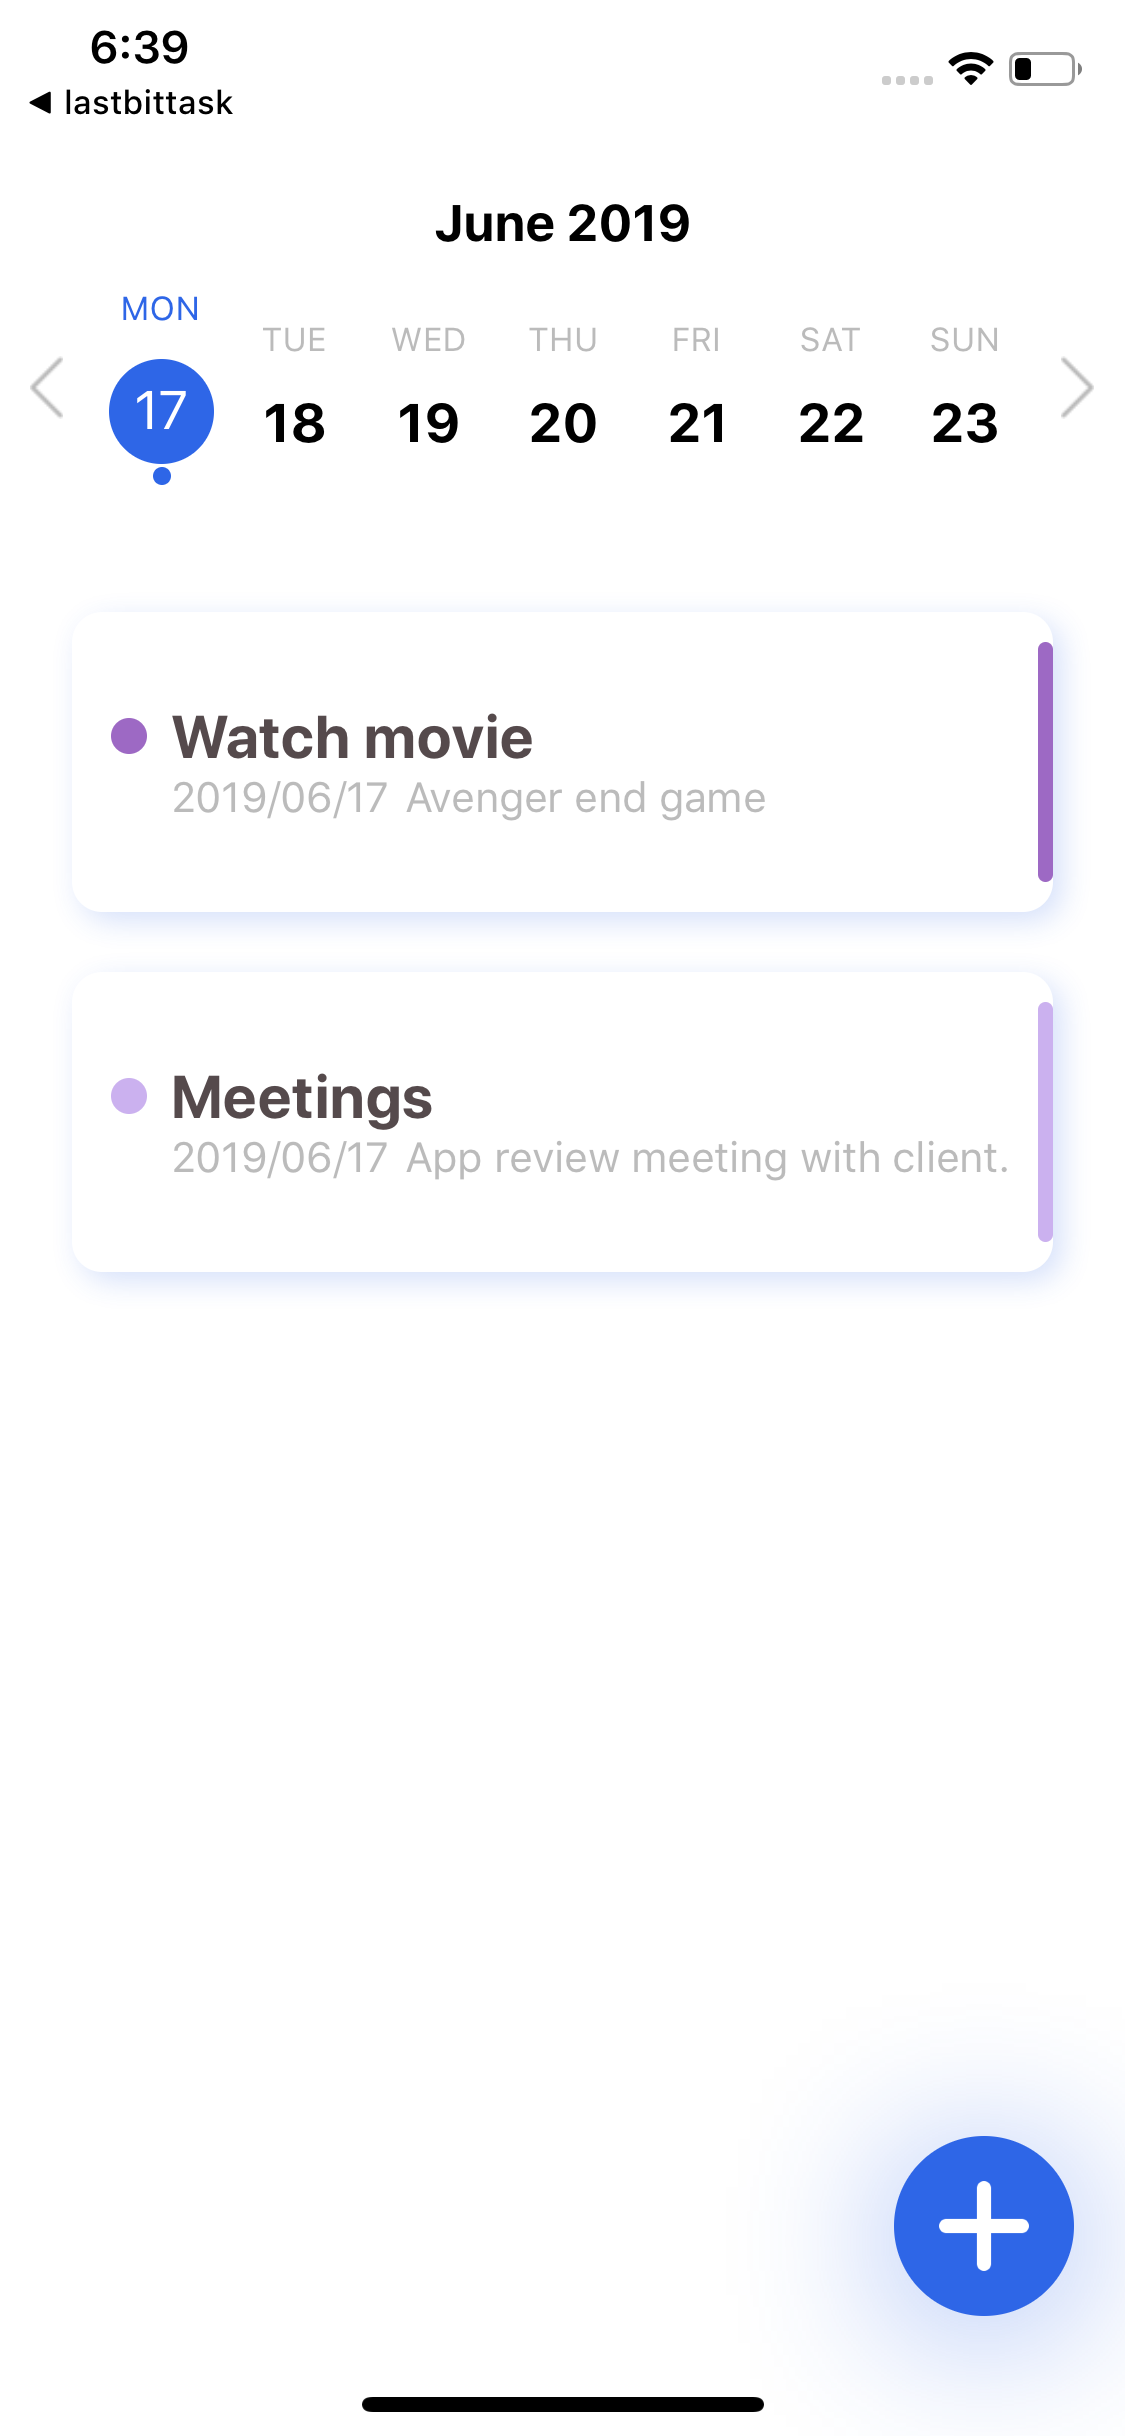 6:39
◀ lastbittask
June 2019
MON TUE WED THU FRI SAT SUN
17 18 19 20 21 22 23
Watch movie
2019/06/17 Avenger end game
Meetings
2019/06/17 App review meeting with client.